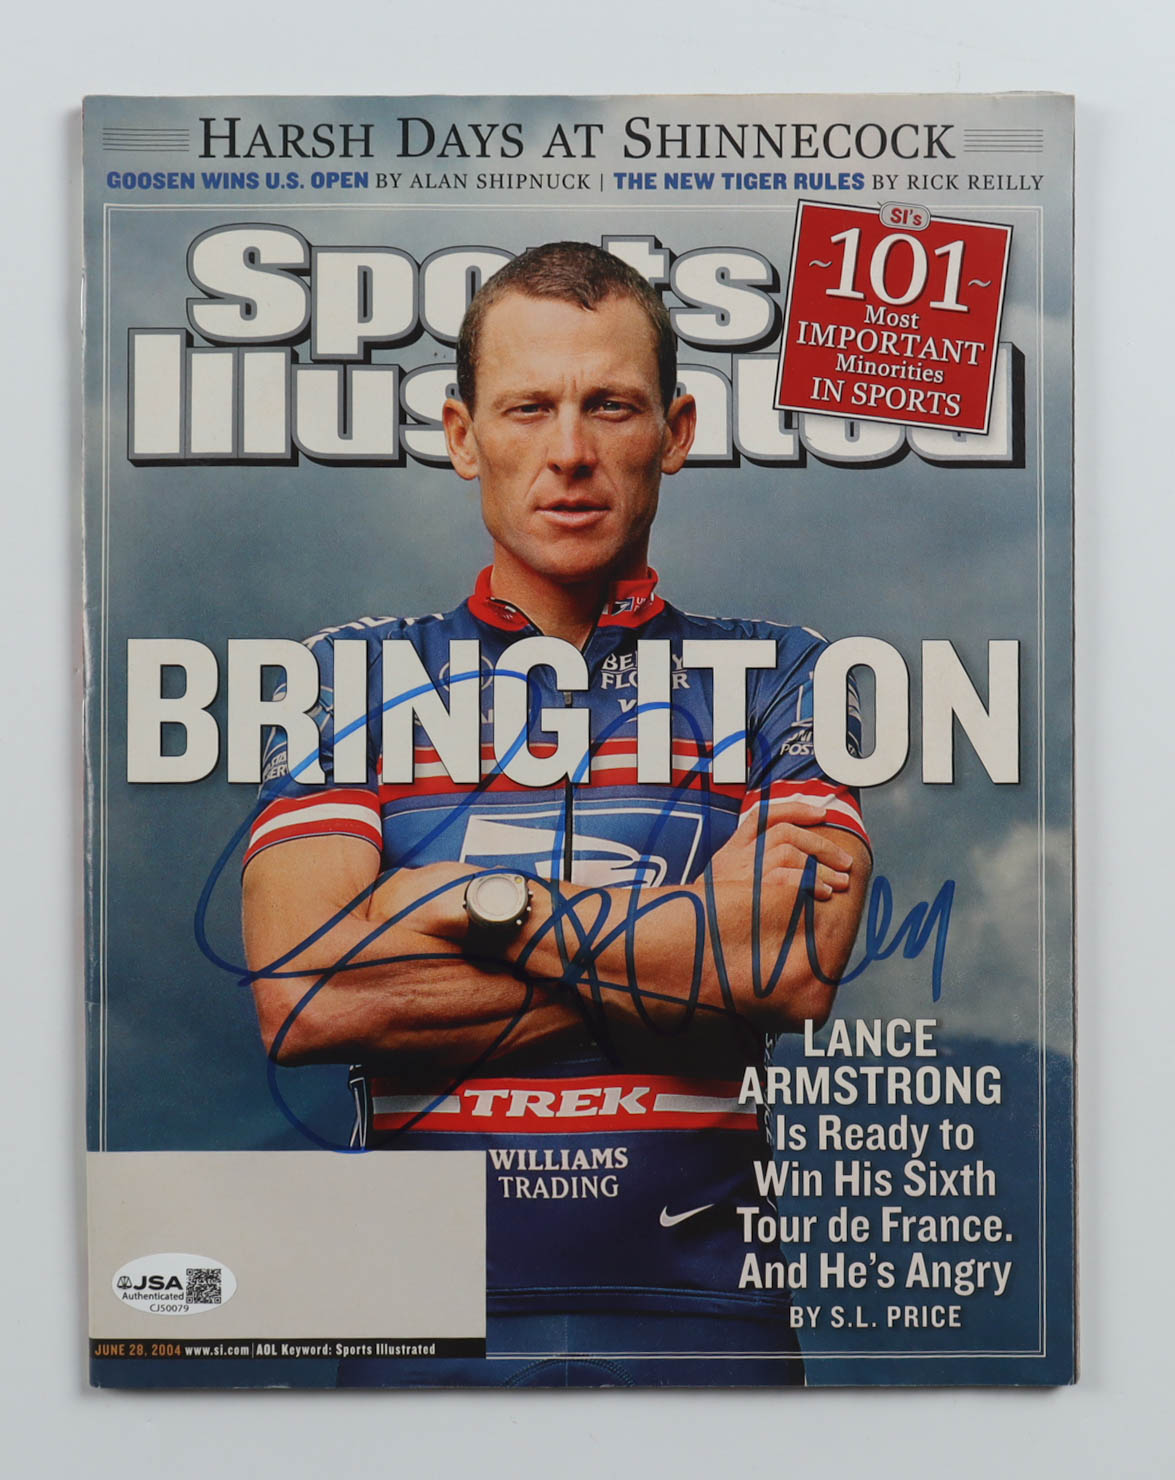 HARSH DAYS AT SHINNECOCK
GOOSEN WINS U.S. OPEN BY ALAN SHIPNUCK | THE NEW TIGER RULES BY RICK REILLY
Sports
Illustrated
SI's
~101~
Most
IMPORTANT
Minorities
IN SPORTS
BRING IT ON
TREK
WILLIAMS
TRADING
LANCE
ARMSTRONG
Is Ready to
Win His Sixth
Tour de France.
And He's Angry
BY S.L. PRICE
JSA
Authenticated
CJ50079
JUNE 28, 2004 www.si.com | AOL Keyword: Sports Illustrated